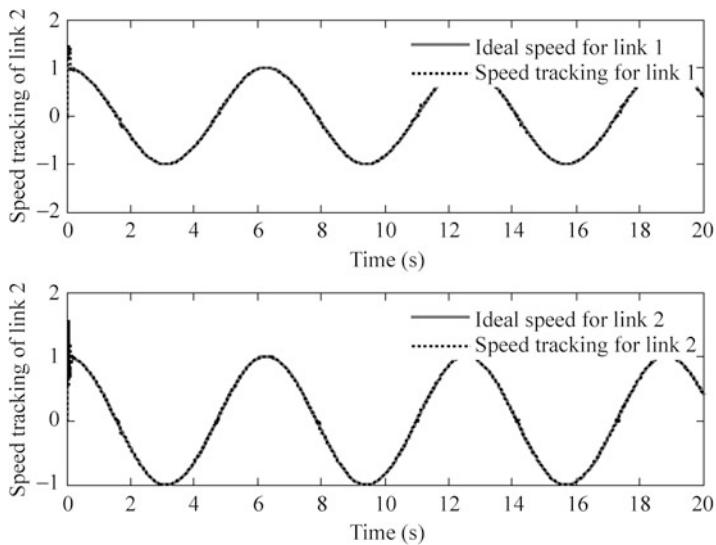 Speed tracking of link 2
2
1
0
−1
−2
Ideal speed for link 1
Speed tracking for link 1
0 2 4 6 8 10 12 14 16 18 20
Time (s)
Speed tracking of link 2
2
1
0
−1
Ideal speed for link 2
Speed tracking for link 2
0 2 4 6 8 10 12 14 16 18 20
Time (s)